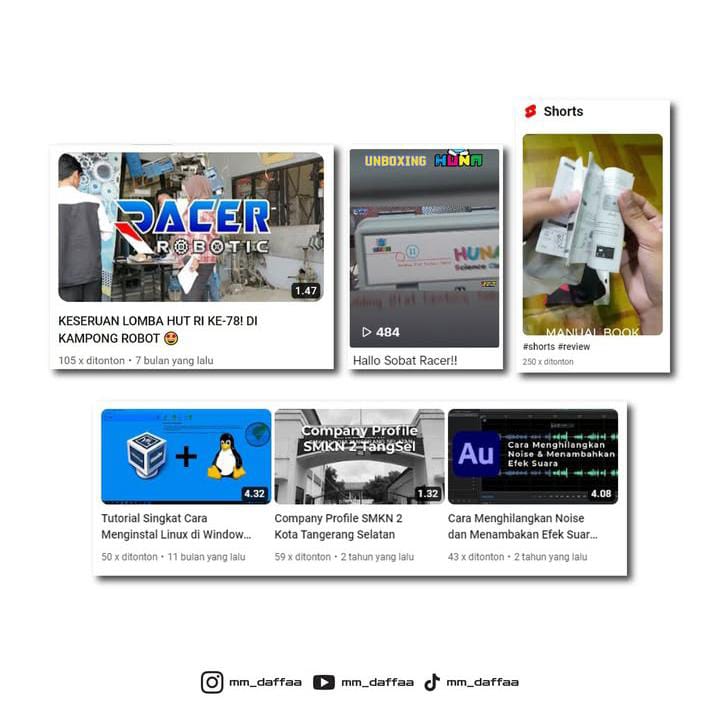 Shorts
RACER
ROBOTIC
1.47
KESERUAN LOMBA HUT RI KE-78! DI
KAMPONG ROBOT 🤩
105 x ditonton • 7 bulan yang lalu
UNBOXING HUNA
11
HUNA
Science
484
Hallo Sobat Racer!!
MANUAL BOOK
#shorts #review
250 x ditonton
+
4.32
Tutorial Singkat Cara
Menginstal Linux di Window...
50 x ditonton • 11 bulan yang lalu
Company Profile
SMKN 2 TangSel
1.32
Company Profile SMKN 2
Kota Tangerang Selatan
59 x ditonton • 2 tahun yang lalu
Au
Cara Menghilangkan
Noise & Menambahkan
Efek Suara
4.08
Cara Menghilangkan Noise
dan Menambakan Efek Suar...
43 x ditonton • 2 tahun yang lalu
mm_daffaa mm_daffaa mm_daffaa